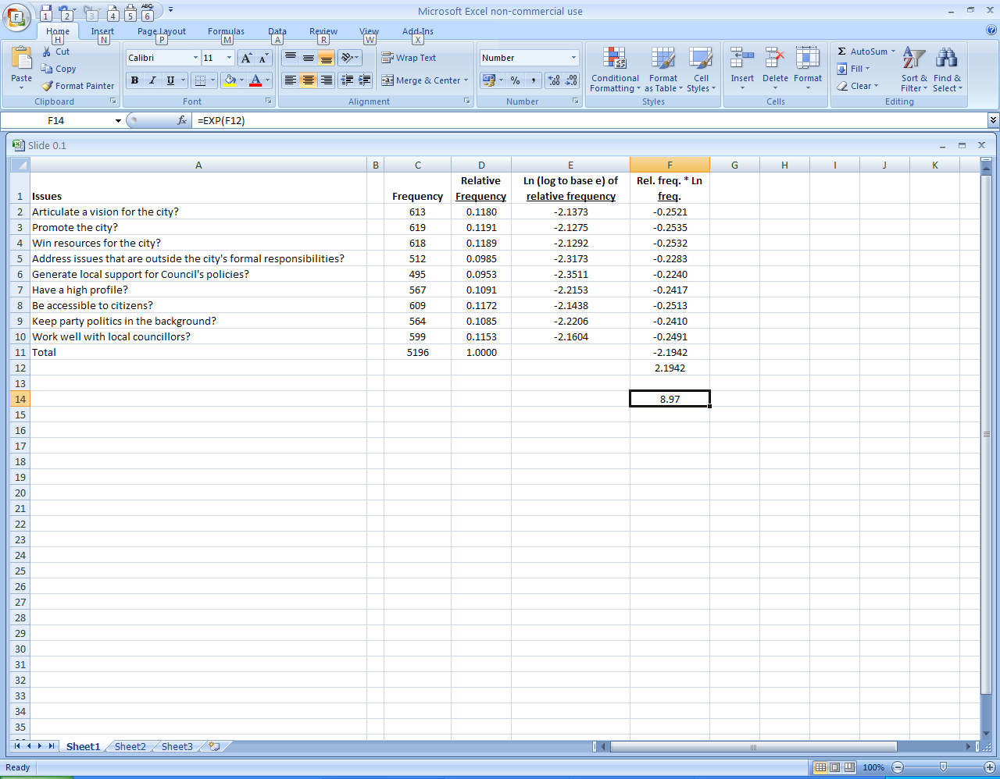 Microsoft Excel non-commercial use
F 1 2 3 4 5 6
Home Insert Page Layout Formulas Data Review View Add-Ins
H N P M A R W X
Paste Cut Copy Format Painter
Clipboard
Calibri 11
B I U A
Font
Wrap Text
Merge & Center
Alignment
Number
% ,
Number
Conditional Formatting Format as Table Cell Styles
Styles
Insert Delete Format
Cells
Σ AutoSum Fill Clear Sort & Filter Find & Select
Editing
F14 fx =EXP(F12)
Slide 0.1
A B C D E F G H I J K
1 Issues Frequency Relative Frequency Ln (log to base e) of relative frequency Rel. freq. * Ln freq.
2 Articulate a vision for the city? 613 0.1180 -2.1373 -0.2521
3 Promote the city? 619 0.1191 -2.1275 -0.2535
4 Win resources for the city? 618 0.1189 -2.1292 -0.2532
5 Address issues that are outside the city's formal responsibilities? 512 0.0985 -2.3173 -0.2283
6 Generate local support for Council's policies? 495 0.0953 -2.3511 -0.2240
7 Have a high profile? 567 0.1091 -2.2153 -0.2417
8 Be accessible to citizens? 609 0.1172 -2.1438 -0.2513
9 Keep party politics in the background? 564 0.1085 -2.2206 -0.2410
10 Work well with local councillors? 599 0.1153 -2.1604 -0.2491
11 Total 5196 1.0000 -2.1942
12 2.1942
13
14 8.97
15
16
17
18
19
20
21
22
23
24
25
26
27
28
29
30
31
32
33
34
35
Sheet1 Sheet2 Sheet3
Ready 100%